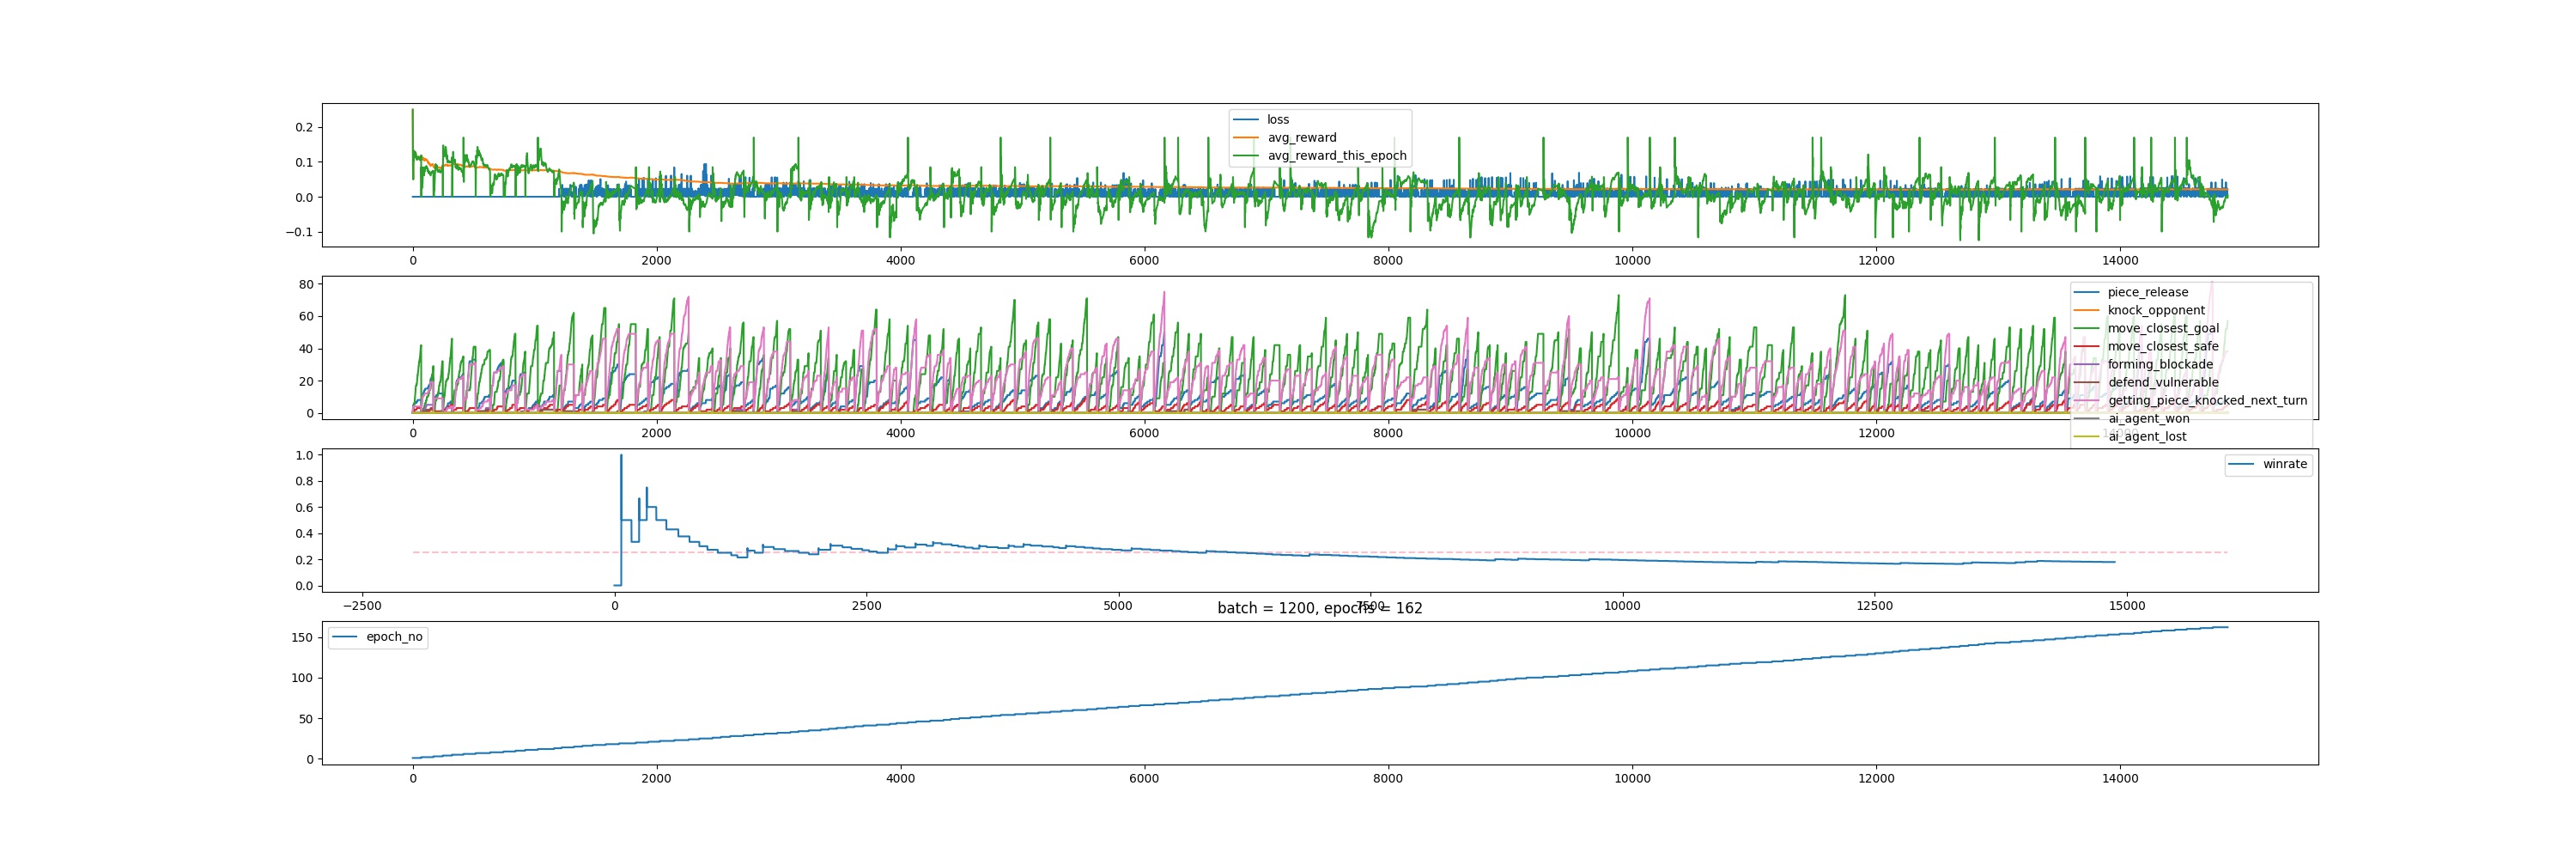 0.2
0.1
0.0
−0.1
loss
avg_reward
avg_reward_this_epoch
0 2000 4000 6000 8000 10000 12000 14000
80
60
40
20
0
piece_release
knock_opponent
move_closest_goal
move_closest_safe
forming_blockade
defend_vulnerable
getting_piece_knocked_next_turn
ai_agent_won
ai_agent_lost
0 2000 4000 6000 8000 10000 12000 14000
1.0
0.8
0.6
0.4
0.2
0.0
winrate
−2500 0 2500 5000 7500 10000 12500 15000
batch = 1200, epochs = 162
150
100
50
0
epoch_no
0 2000 4000 6000 8000 10000 12000 14000